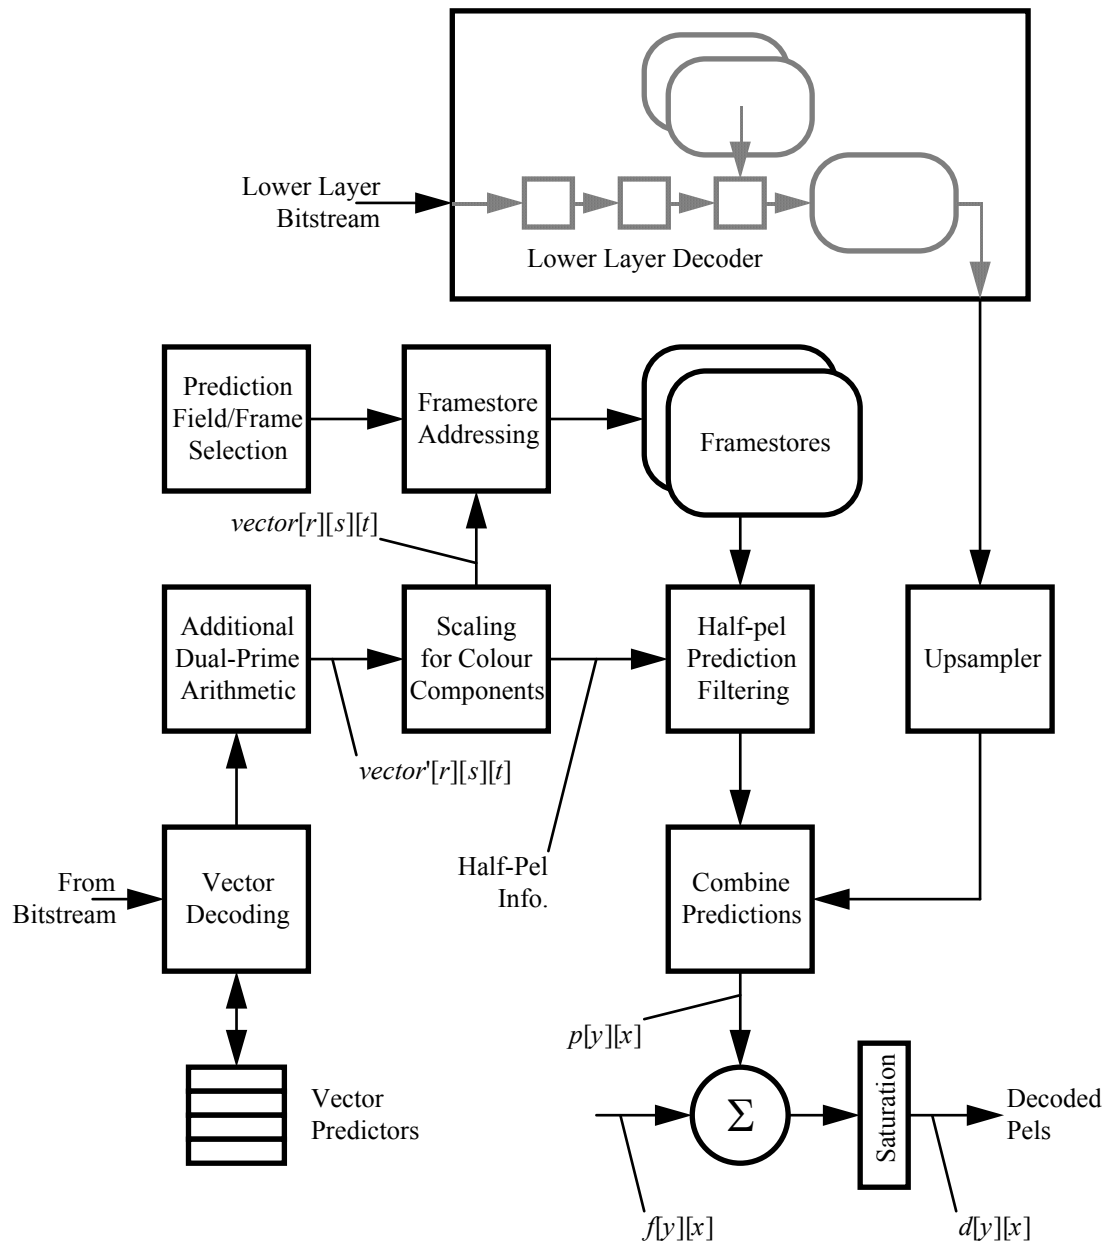 Lower Layer
Bitstream
Lower Layer Decoder
Prediction
Field/Frame
Selection
Framestore
Addressing
Framestores
vector[r][s][t]
Additional
Dual-Prime
Arithmetic
Scaling
for Colour
Components
Half-pel
Prediction
Filtering
Upsampler
vector'[r][s][t]
From
Bitstream
Vector
Decoding
Half-Pel
Info.
Combine
Predictions
p[y][x]
Vector
Predictors
Σ
Saturation
Decoded
Pels
f[y][x]
d[y][x]